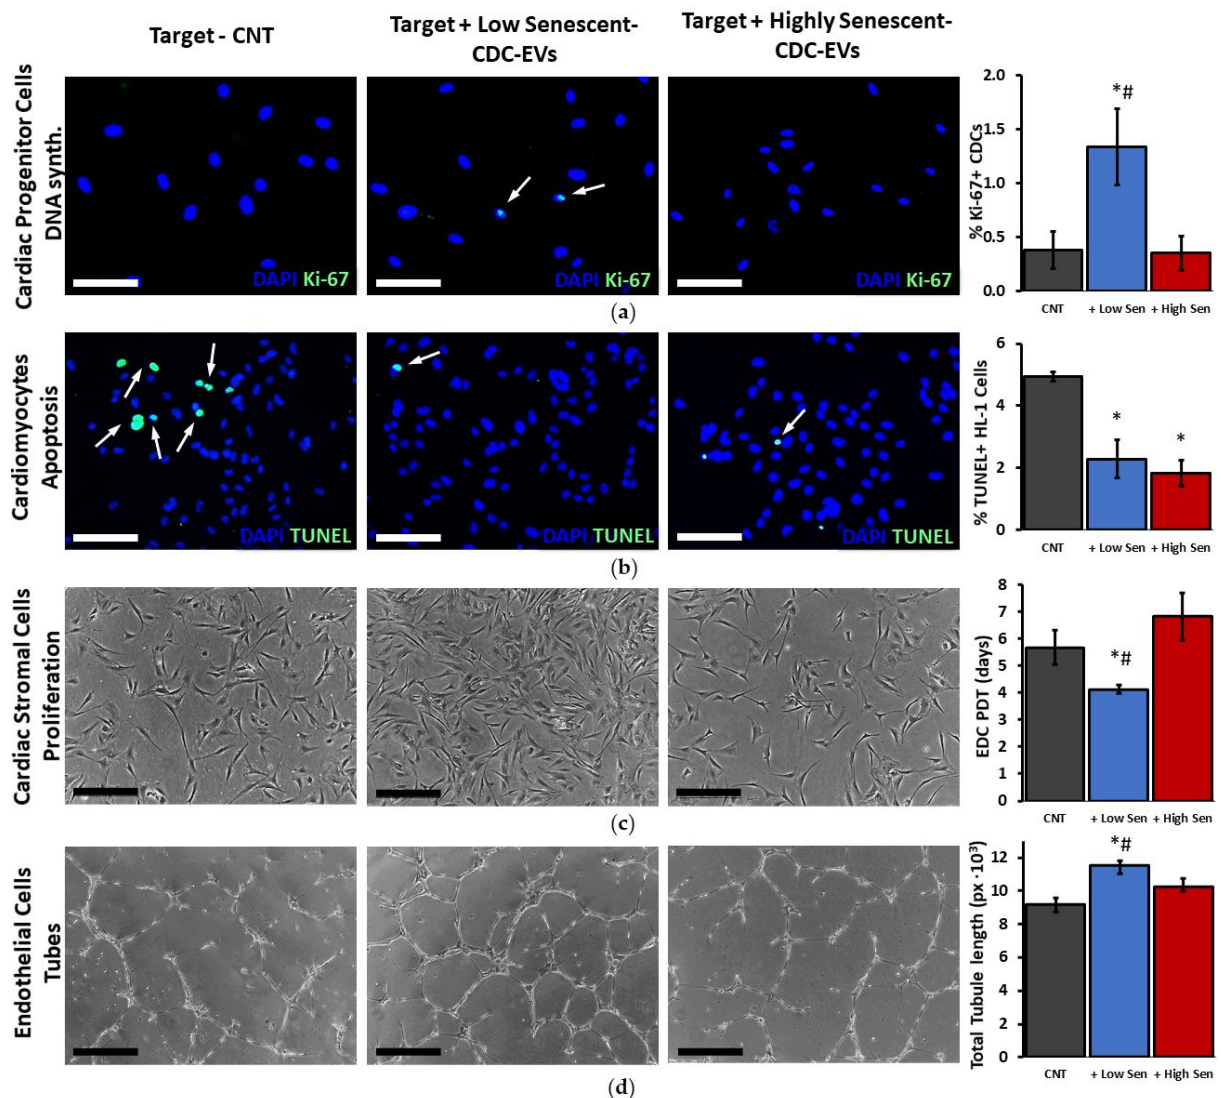 Target - CNT
Target + Low Senescent-
CDC-EVs
Target + Highly Senescent-
CDC-EVs
Cardiac Progenitor Cells
DNA synth.
DAPI Ki-67
DAPI Ki-67
DAPI Ki-67
% Ki-67+ CDCs
2.0
1.5
1.0
0.5
0.0
*#
CNT
+ Low Sen
+ High Sen
(a)
Cardiomyocytes
Apoptosis
DAPI TUNEL
DAPI TUNEL
DAPI TUNEL
% TUNEL+ HL-1 Cells
6
4
2
0
*
*
CNT
+ Low Sen
+ High Sen
(b)
Cardiac Stromal Cells
Proliferation
EDC PDT (days)
8
7
6
5
4
3
2
1
0
*#
CNT
+ Low Sen
+ High Sen
(c)
Endothelial Cells
Tubes
Total Tubule length (px ·10³)
12
10
8
6
4
2
0
*#
CNT
+ Low Sen
+ High Sen
(d)